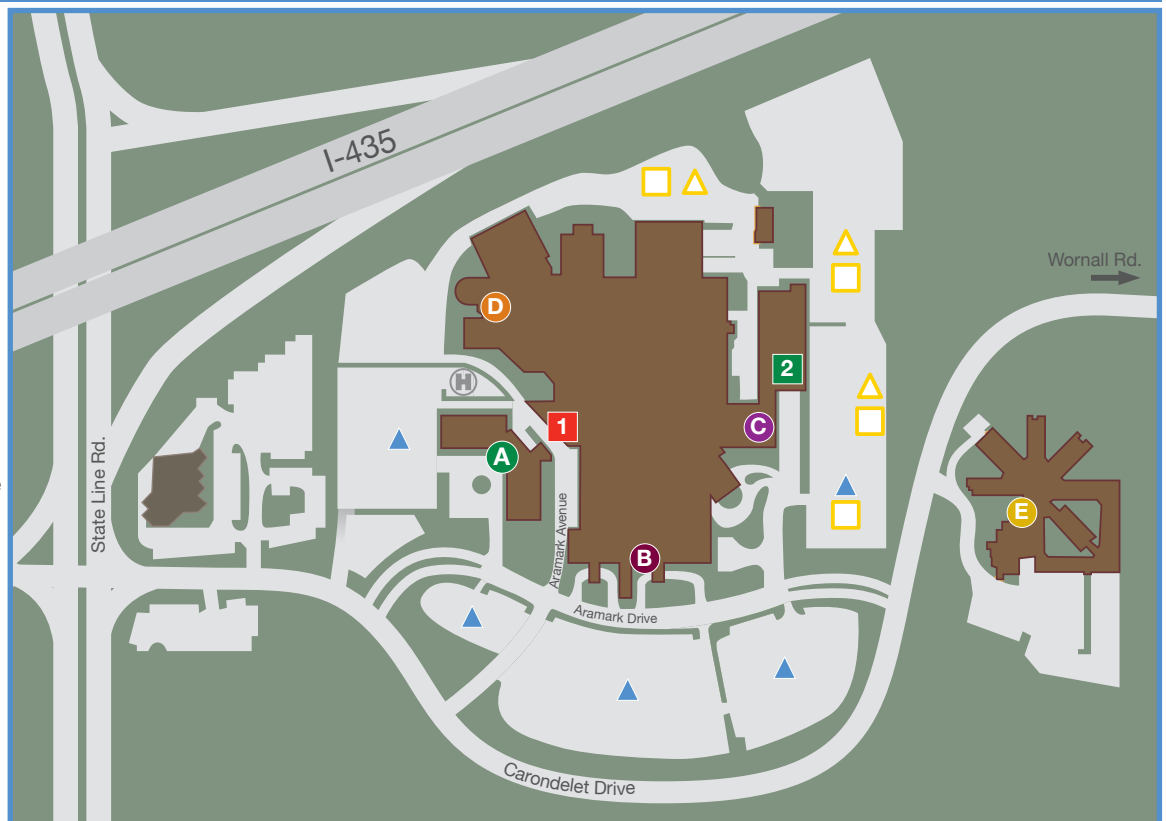 I-435
Wornall Rd.
D
2
H
1
C
A
State Line Rd.
E
Aramark Avenue
B
Aramark Drive
Carondelet Drive